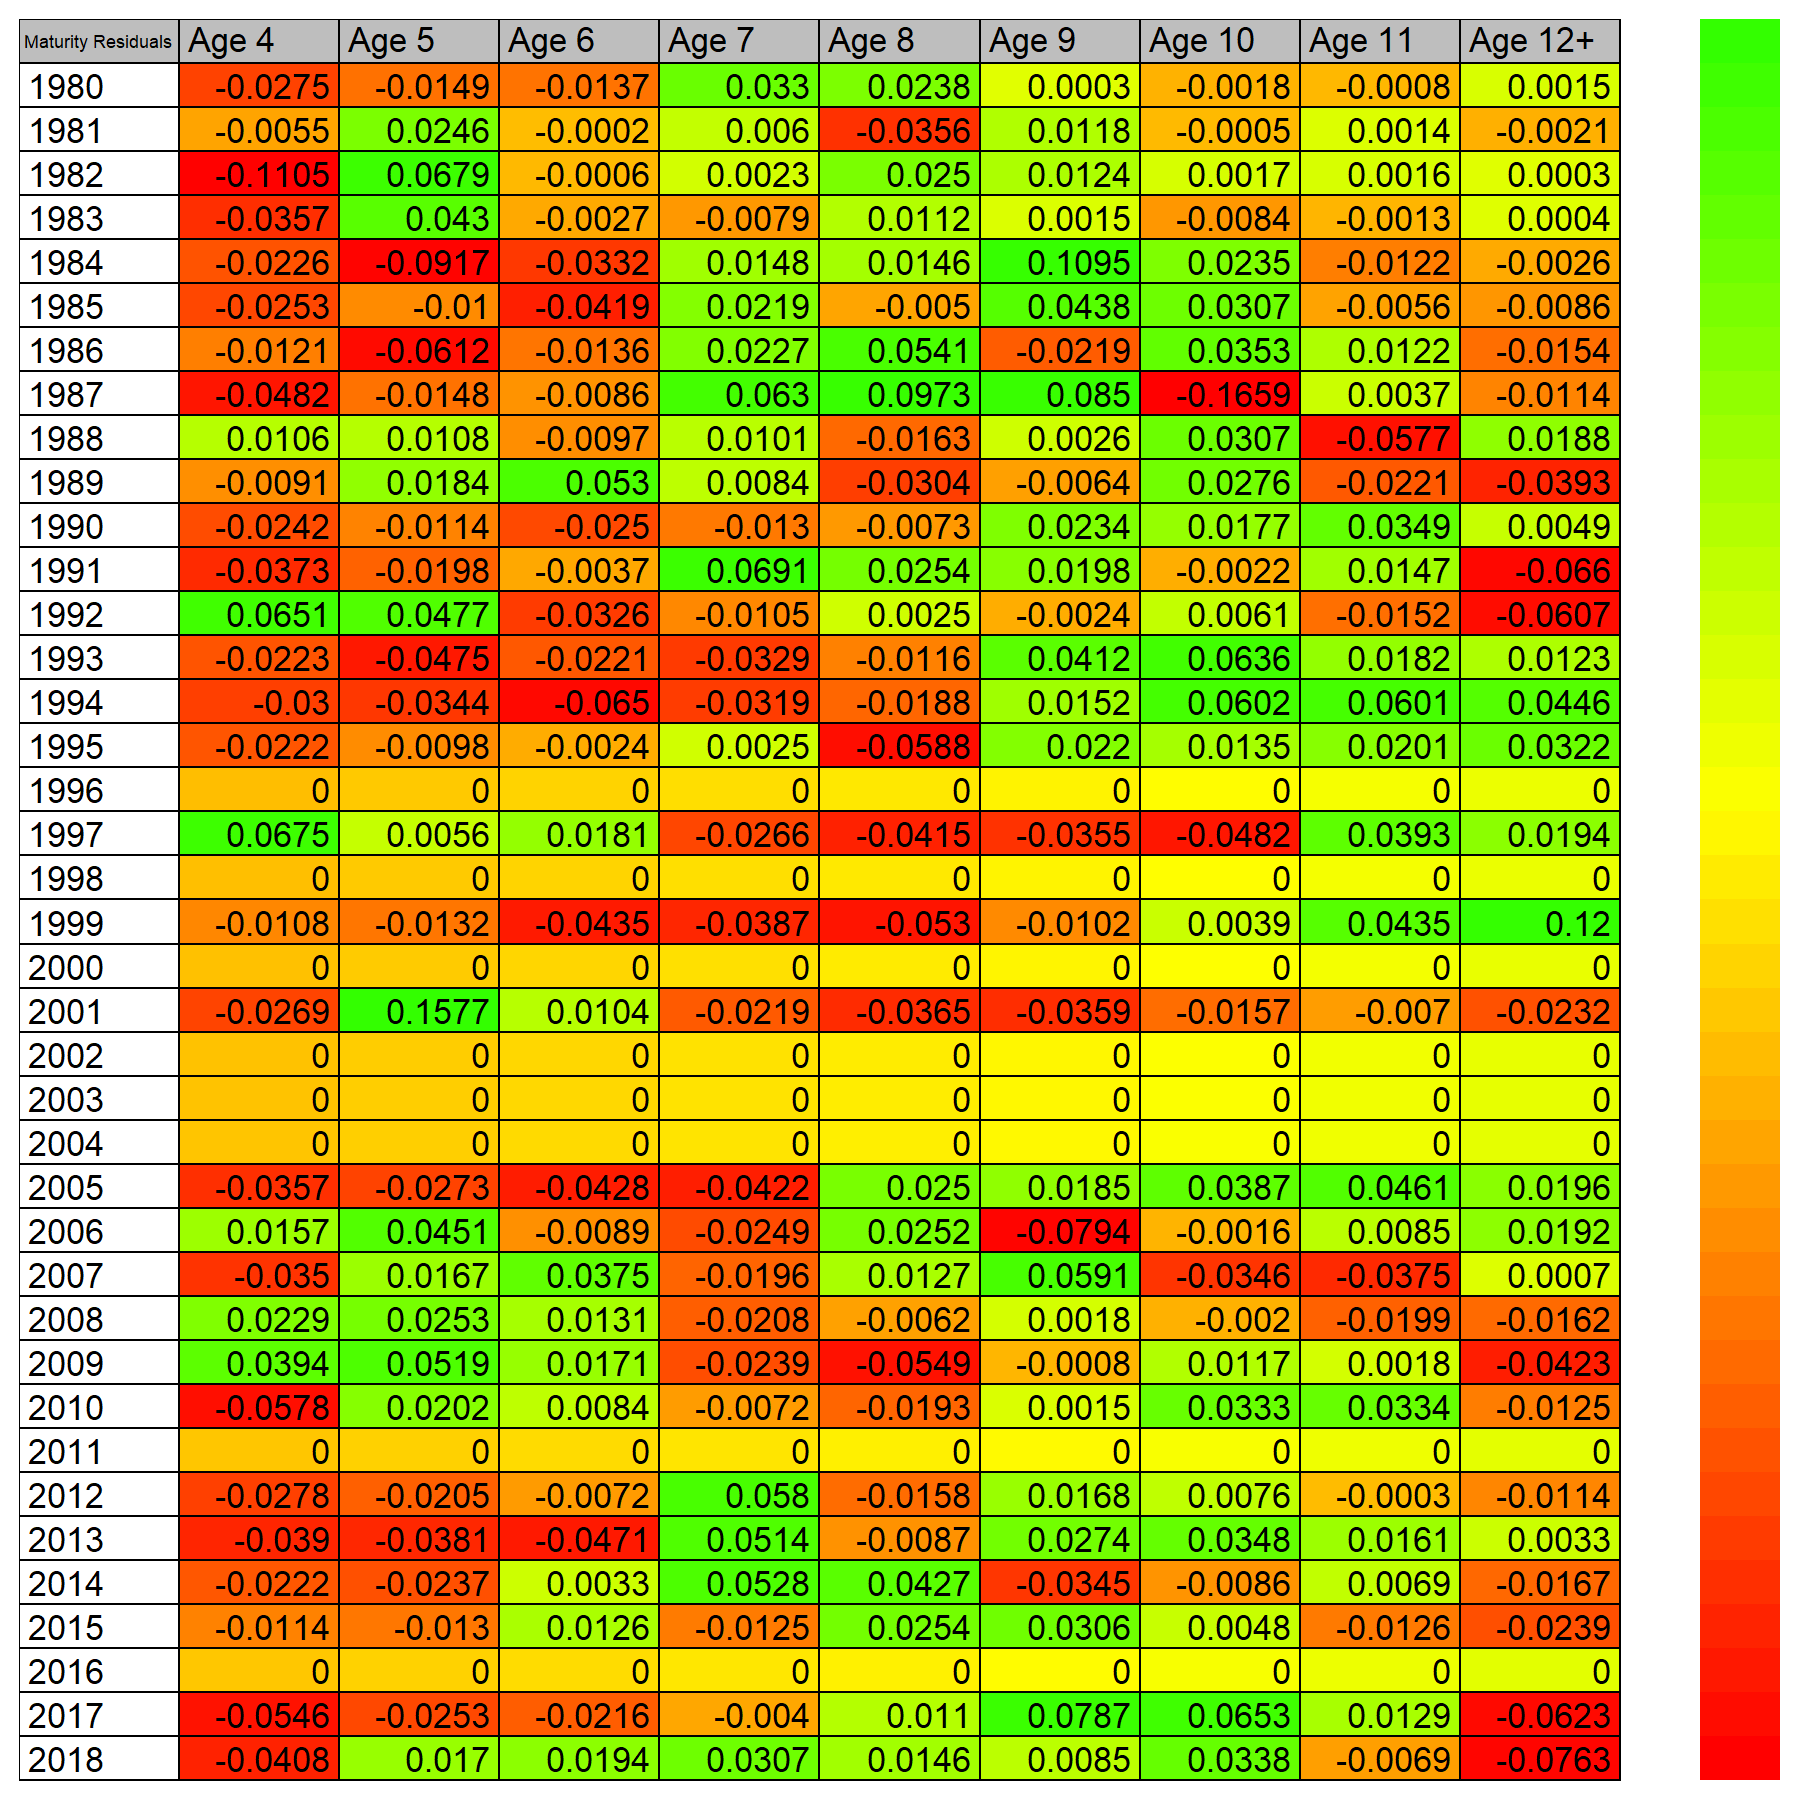 Maturity Residuals Age 4 Age 5 Age 6 Age 7 Age 8 Age 9 Age 10 Age 11 Age 12+
1980 -0.0275 -0.0149 -0.0137 0.033 0.0238 0.0003 -0.0018 -0.0008 0.0015
1981 -0.0055 0.0246 -0.0002 0.006 -0.0356 0.0118 -0.0005 0.0014 -0.0021
1982 -0.1105 0.0679 -0.0006 0.0023 0.025 0.0124 0.0017 0.0016 0.0003
1983 -0.0357 0.043 -0.0027 -0.0079 0.0112 0.0015 -0.0084 -0.0013 0.0004
1984 -0.0226 -0.0917 -0.0332 0.0148 0.0146 0.1095 0.0235 -0.0122 -0.0026
1985 -0.0253 -0.01 -0.0419 0.0219 -0.005 0.0438 0.0307 -0.0056 -0.0086
1986 -0.0121 -0.0612 -0.0136 0.0227 0.0541 -0.0219 0.0353 0.0122 -0.0154
1987 -0.0482 -0.0148 -0.0086 0.063 0.0973 0.085 -0.1659 0.0037 -0.0114
1988 0.0106 0.0108 -0.0097 0.0101 -0.0163 0.0026 0.0307 -0.0577 0.0188
1989 -0.0091 0.0184 0.053 0.0084 -0.0304 -0.0064 0.0276 -0.0221 -0.0393
1990 -0.0242 -0.0114 -0.025 -0.013 -0.0073 0.0234 0.0177 0.0349 0.0049
1991 -0.0373 -0.0198 -0.0037 0.0691 0.0254 0.0198 -0.0022 0.0147 -0.066
1992 0.0651 0.0477 -0.0326 -0.0105 0.0025 -0.0024 0.0061 -0.0152 -0.0607
1993 -0.0223 -0.0475 -0.0221 -0.0329 -0.0116 0.0412 0.0636 0.0182 0.0123
1994 -0.03 -0.0344 -0.065 -0.0319 -0.0188 0.0152 0.0602 0.0601 0.0446
1995 -0.0222 -0.0098 -0.0024 0.0025 -0.0588 0.022 0.0135 0.0201 0.0322
1996 0 0 0 0 0 0 0 0 0
1997 0.0675 0.0056 0.0181 -0.0266 -0.0415 -0.0355 -0.0482 0.0393 0.0194
1998 0 0 0 0 0 0 0 0 0
1999 -0.0108 -0.0132 -0.0435 -0.0387 -0.053 -0.0102 0.0039 0.0435 0.12
2000 0 0 0 0 0 0 0 0 0
2001 -0.0269 0.1577 0.0104 -0.0219 -0.0365 -0.0359 -0.0157 -0.007 -0.0232
2002 0 0 0 0 0 0 0 0 0
2003 0 0 0 0 0 0 0 0 0
2004 0 0 0 0 0 0 0 0 0
2005 -0.0357 -0.0273 -0.0428 -0.0422 0.025 0.0185 0.0387 0.0461 0.0196
2006 0.0157 0.0451 -0.0089 -0.0249 0.0252 -0.0794 -0.0016 0.0085 0.0192
2007 -0.035 0.0167 0.0375 -0.0196 0.0127 0.0591 -0.0346 -0.0375 0.0007
2008 0.0229 0.0253 0.0131 -0.0208 -0.0062 0.0018 -0.002 -0.0199 -0.0162
2009 0.0394 0.0519 0.0171 -0.0239 -0.0549 -0.0008 0.0117 0.0018 -0.0423
2010 -0.0578 0.0202 0.0084 -0.0072 -0.0193 0.0015 0.0333 0.0334 -0.0125
2011 0 0 0 0 0 0 0 0 0
2012 -0.0278 -0.0205 -0.0072 0.058 -0.0158 0.0168 0.0076 -0.0003 -0.0114
2013 -0.039 -0.0381 -0.0471 0.0514 -0.0087 0.0274 0.0348 0.0161 0.0033
2014 -0.0222 -0.0237 0.0033 0.0528 0.0427 -0.0345 -0.0086 0.0069 -0.0167
2015 -0.0114 -0.013 0.0126 -0.0125 0.0254 0.0306 0.0048 -0.0126 -0.0239
2016 0 0 0 0 0 0 0 0 0
2017 -0.0546 -0.0253 -0.0216 -0.004 0.011 0.0787 0.0653 0.0129 -0.0623
2018 -0.0408 0.017 0.0194 0.0307 0.0146 0.0085 0.0338 -0.0069 -0.0763